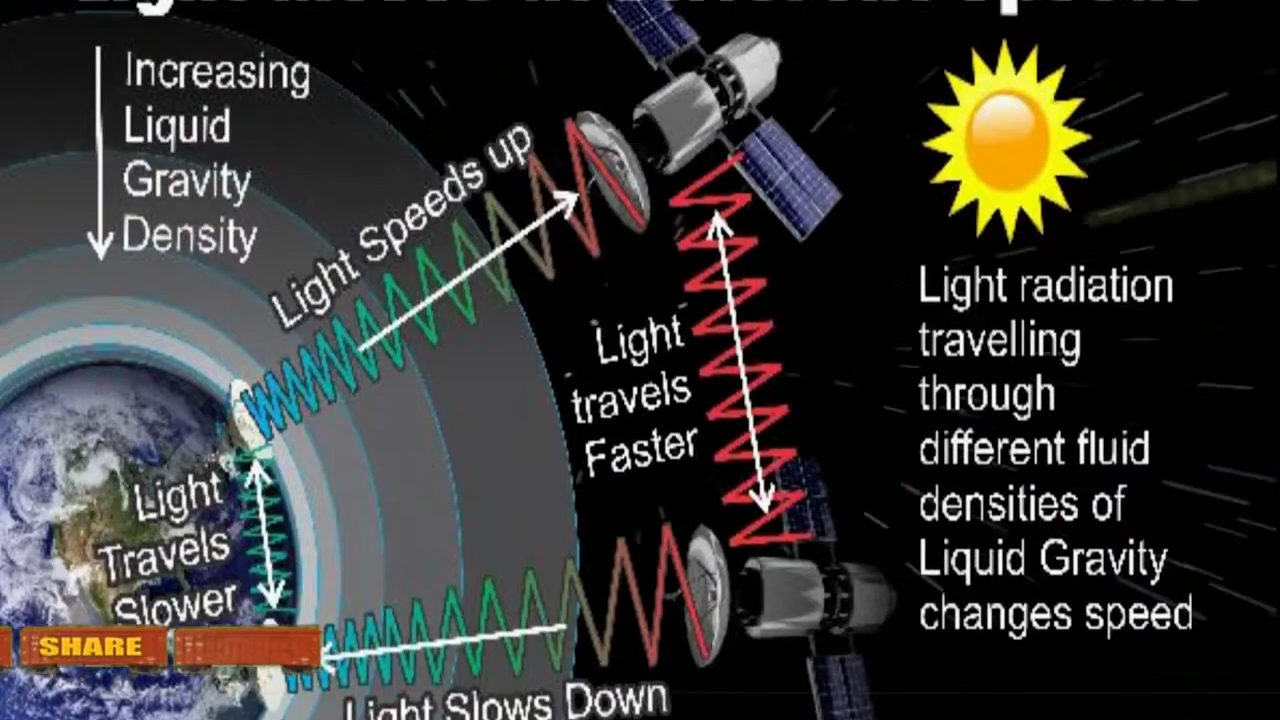 Increasing
Liquid
Gravity
Density
Light Speeds up
Light
travels
Faster
Light radiation
travelling
through
different fluid
densities of
Liquid Gravity
changes speed
Light
Travels
Slower
SHARE
Light Slows Down